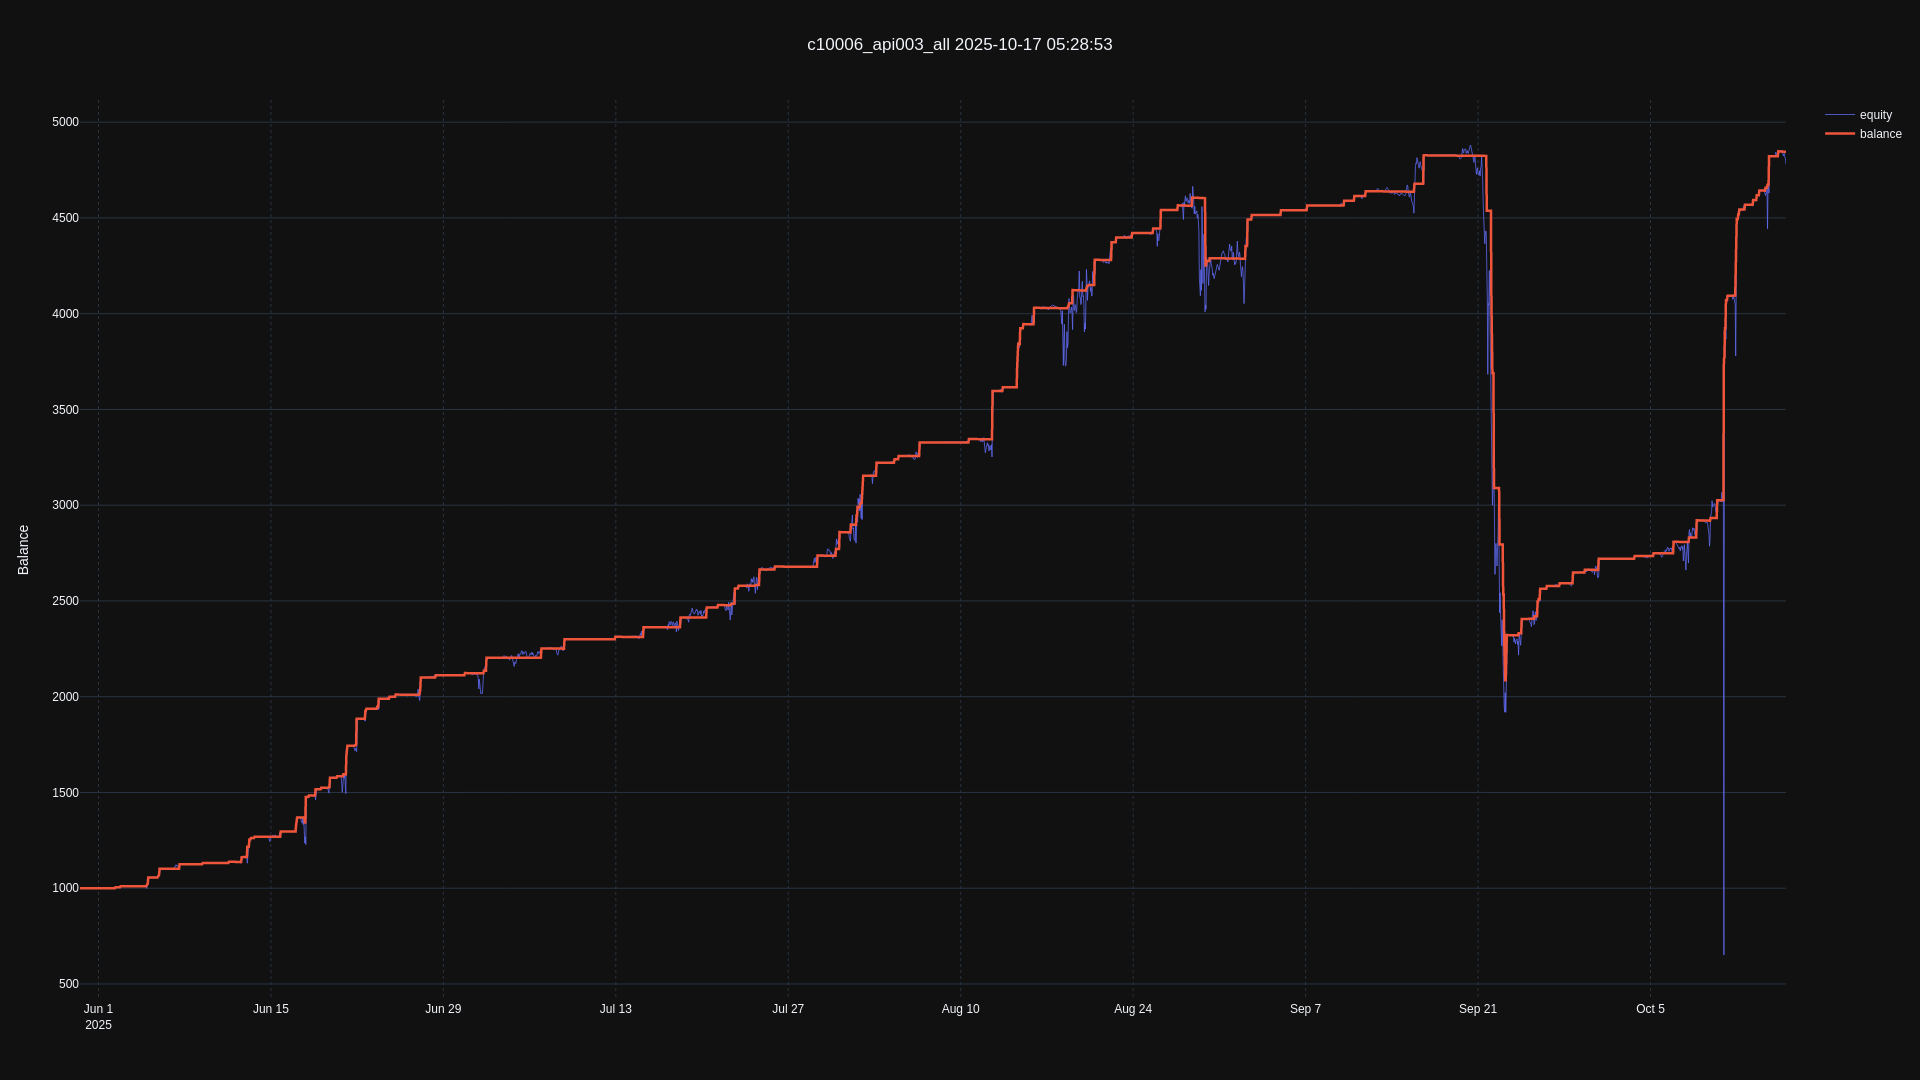 c10006_api003_all 2025-10-17 05:28:53
equity
balance
Balance
5000
4500
4000
3500
3000
2500
2000
1500
1000
500
Jun 1
2025
Jun 15
Jun 29
Jul 13
Jul 27
Aug 10
Aug 24
Sep 7
Sep 21
Oct 5